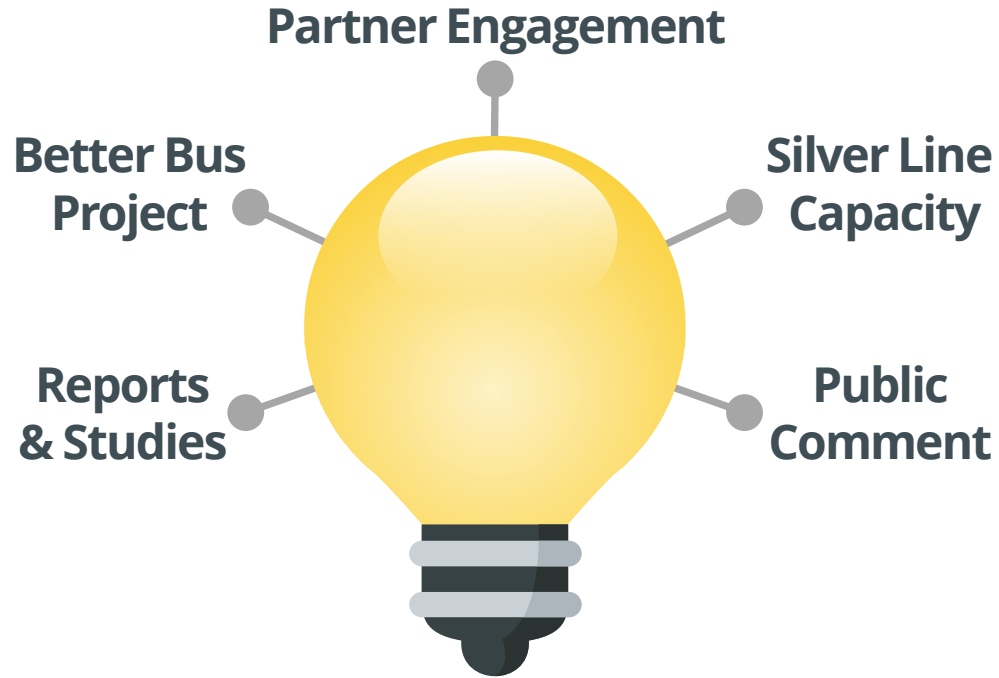 Partner Engagement
Better Bus
Project
Silver Line
Capacity
Reports
& Studies
Public
Comment